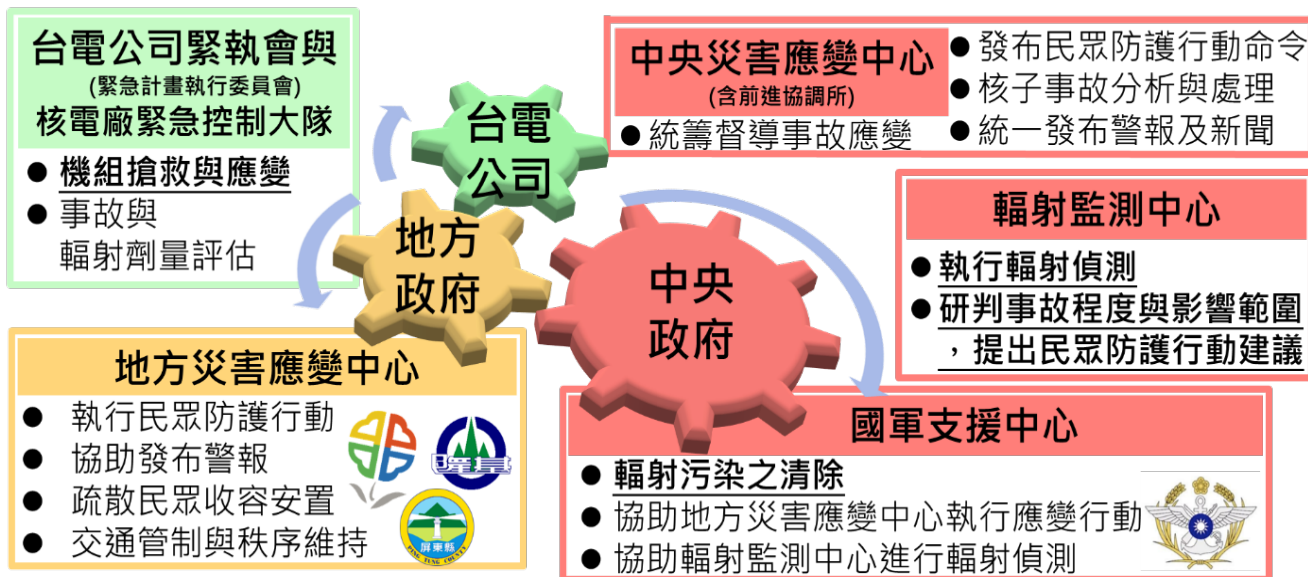 台電公司緊執會與
(緊急計畫執行委員會)
核電廠緊急控制大隊
● 機組搶救與應變
● 事故與
輻射劑量評估
台電
公司
地方
政府
中央
政府
中央災害應變中心
(含前進協調所)
● 統籌督導事故應變
● 發布民眾防護行動命令
● 核子事故分析與處理
● 統一發布警報及新聞
輻射監測中心
● 執行輻射偵測
● 研判事故程度與影響範圍
，提出民眾防護行動建議
地方災害應變中心
● 執行民眾防護行動
● 協助發布警報
● 疏散民眾收容安置
● 交通管制與秩序維持
屏東縣
PING TUNG COUNTY
國軍支援中心
● 輻射污染之清除
● 協助地方災害應變中心執行應變行動
● 協助輻射監測中心進行輻射偵測